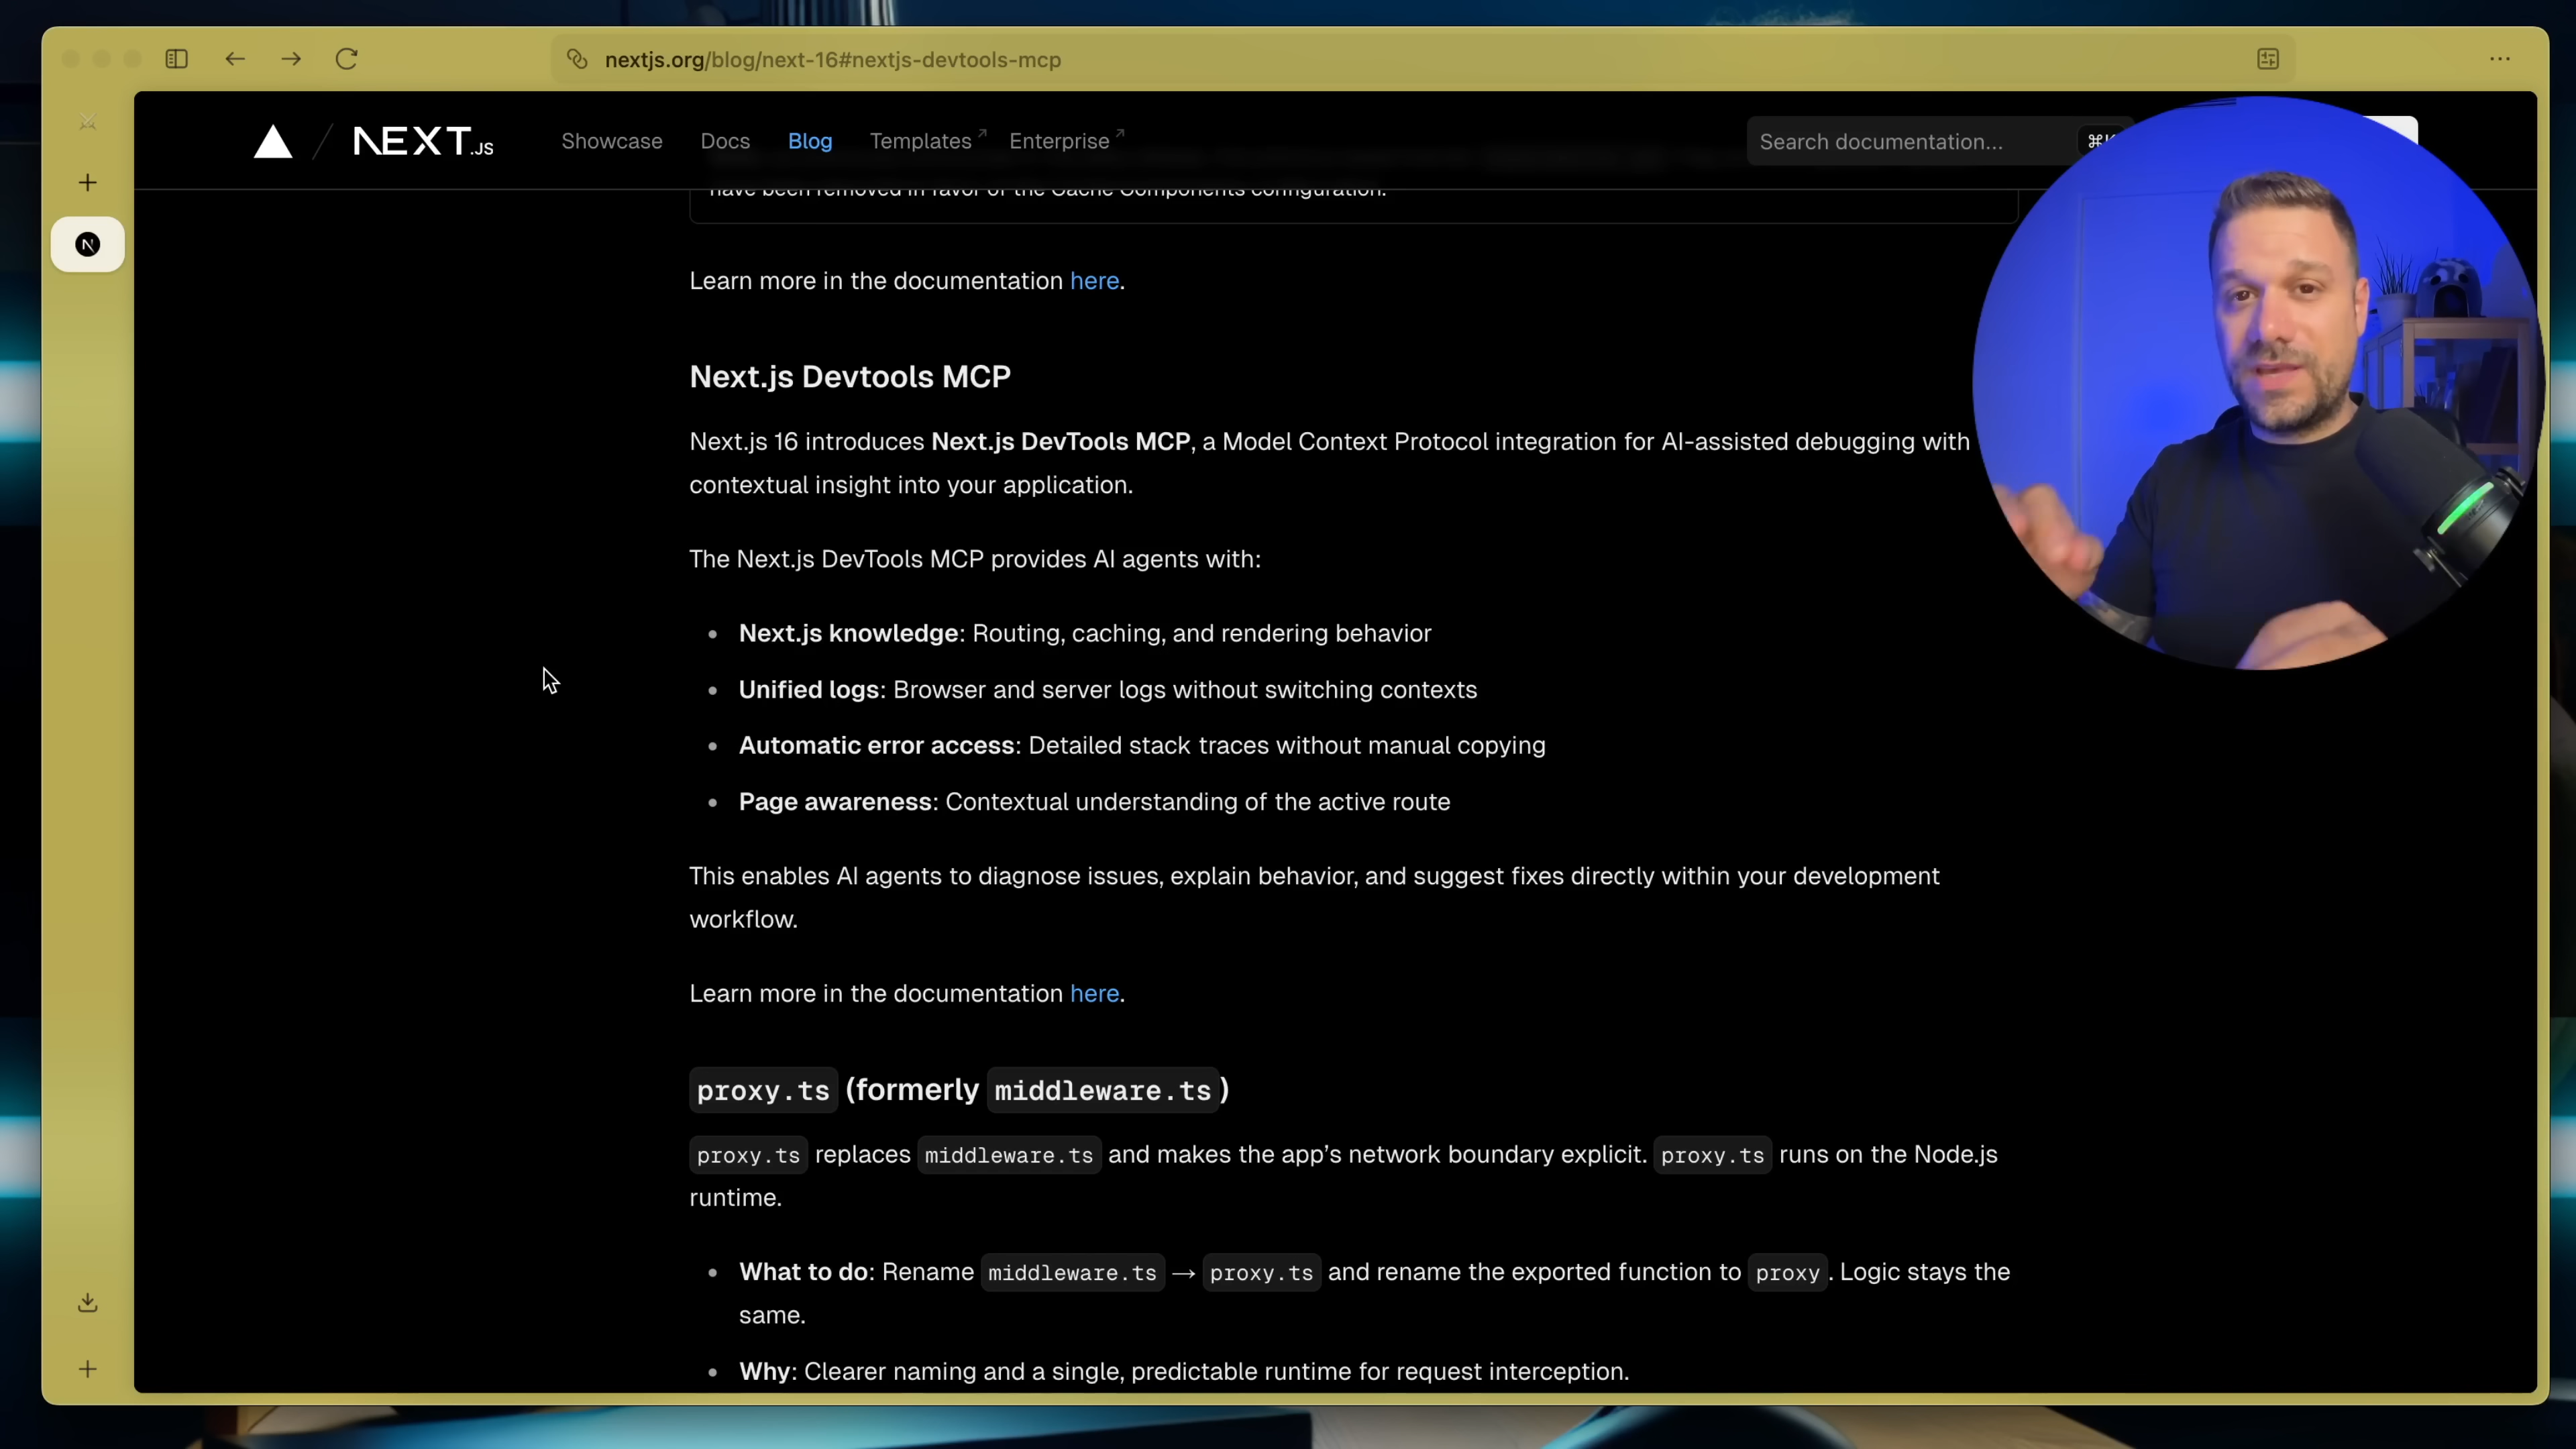 nextjs.org/blog/next-16#nextjs-devtools-mcp
NEXT.JS
Showcase
Docs
Blog
Templates
Enterprise
Search documentation...
have been removed in favor of the Cache Components configuration.
Learn more in the documentation here.
Next.js Devtools MCP
Next.js 16 introduces Next.js DevTools MCP, a Model Context Protocol integration for AI-assisted debugging with
contextual insight into your application.
The Next.js DevTools MCP provides AI agents with:
Next.js knowledge: Routing, caching, and rendering behavior
Unified logs: Browser and server logs without switching contexts
Automatic error access: Detailed stack traces without manual copying
Page awareness: Contextual understanding of the active route
This enables AI agents to diagnose issues, explain behavior, and suggest fixes directly within your development
workflow.
Learn more in the documentation here.
proxy.ts (formerly middleware.ts)
proxy.ts replaces middleware.ts and makes the app's network boundary explicit. proxy.ts runs on the Node.js
runtime.
What to do: Rename middleware.ts → proxy.ts and rename the exported function to proxy. Logic stays the
same.
Why: Clearer naming and a single, predictable runtime for request interception.